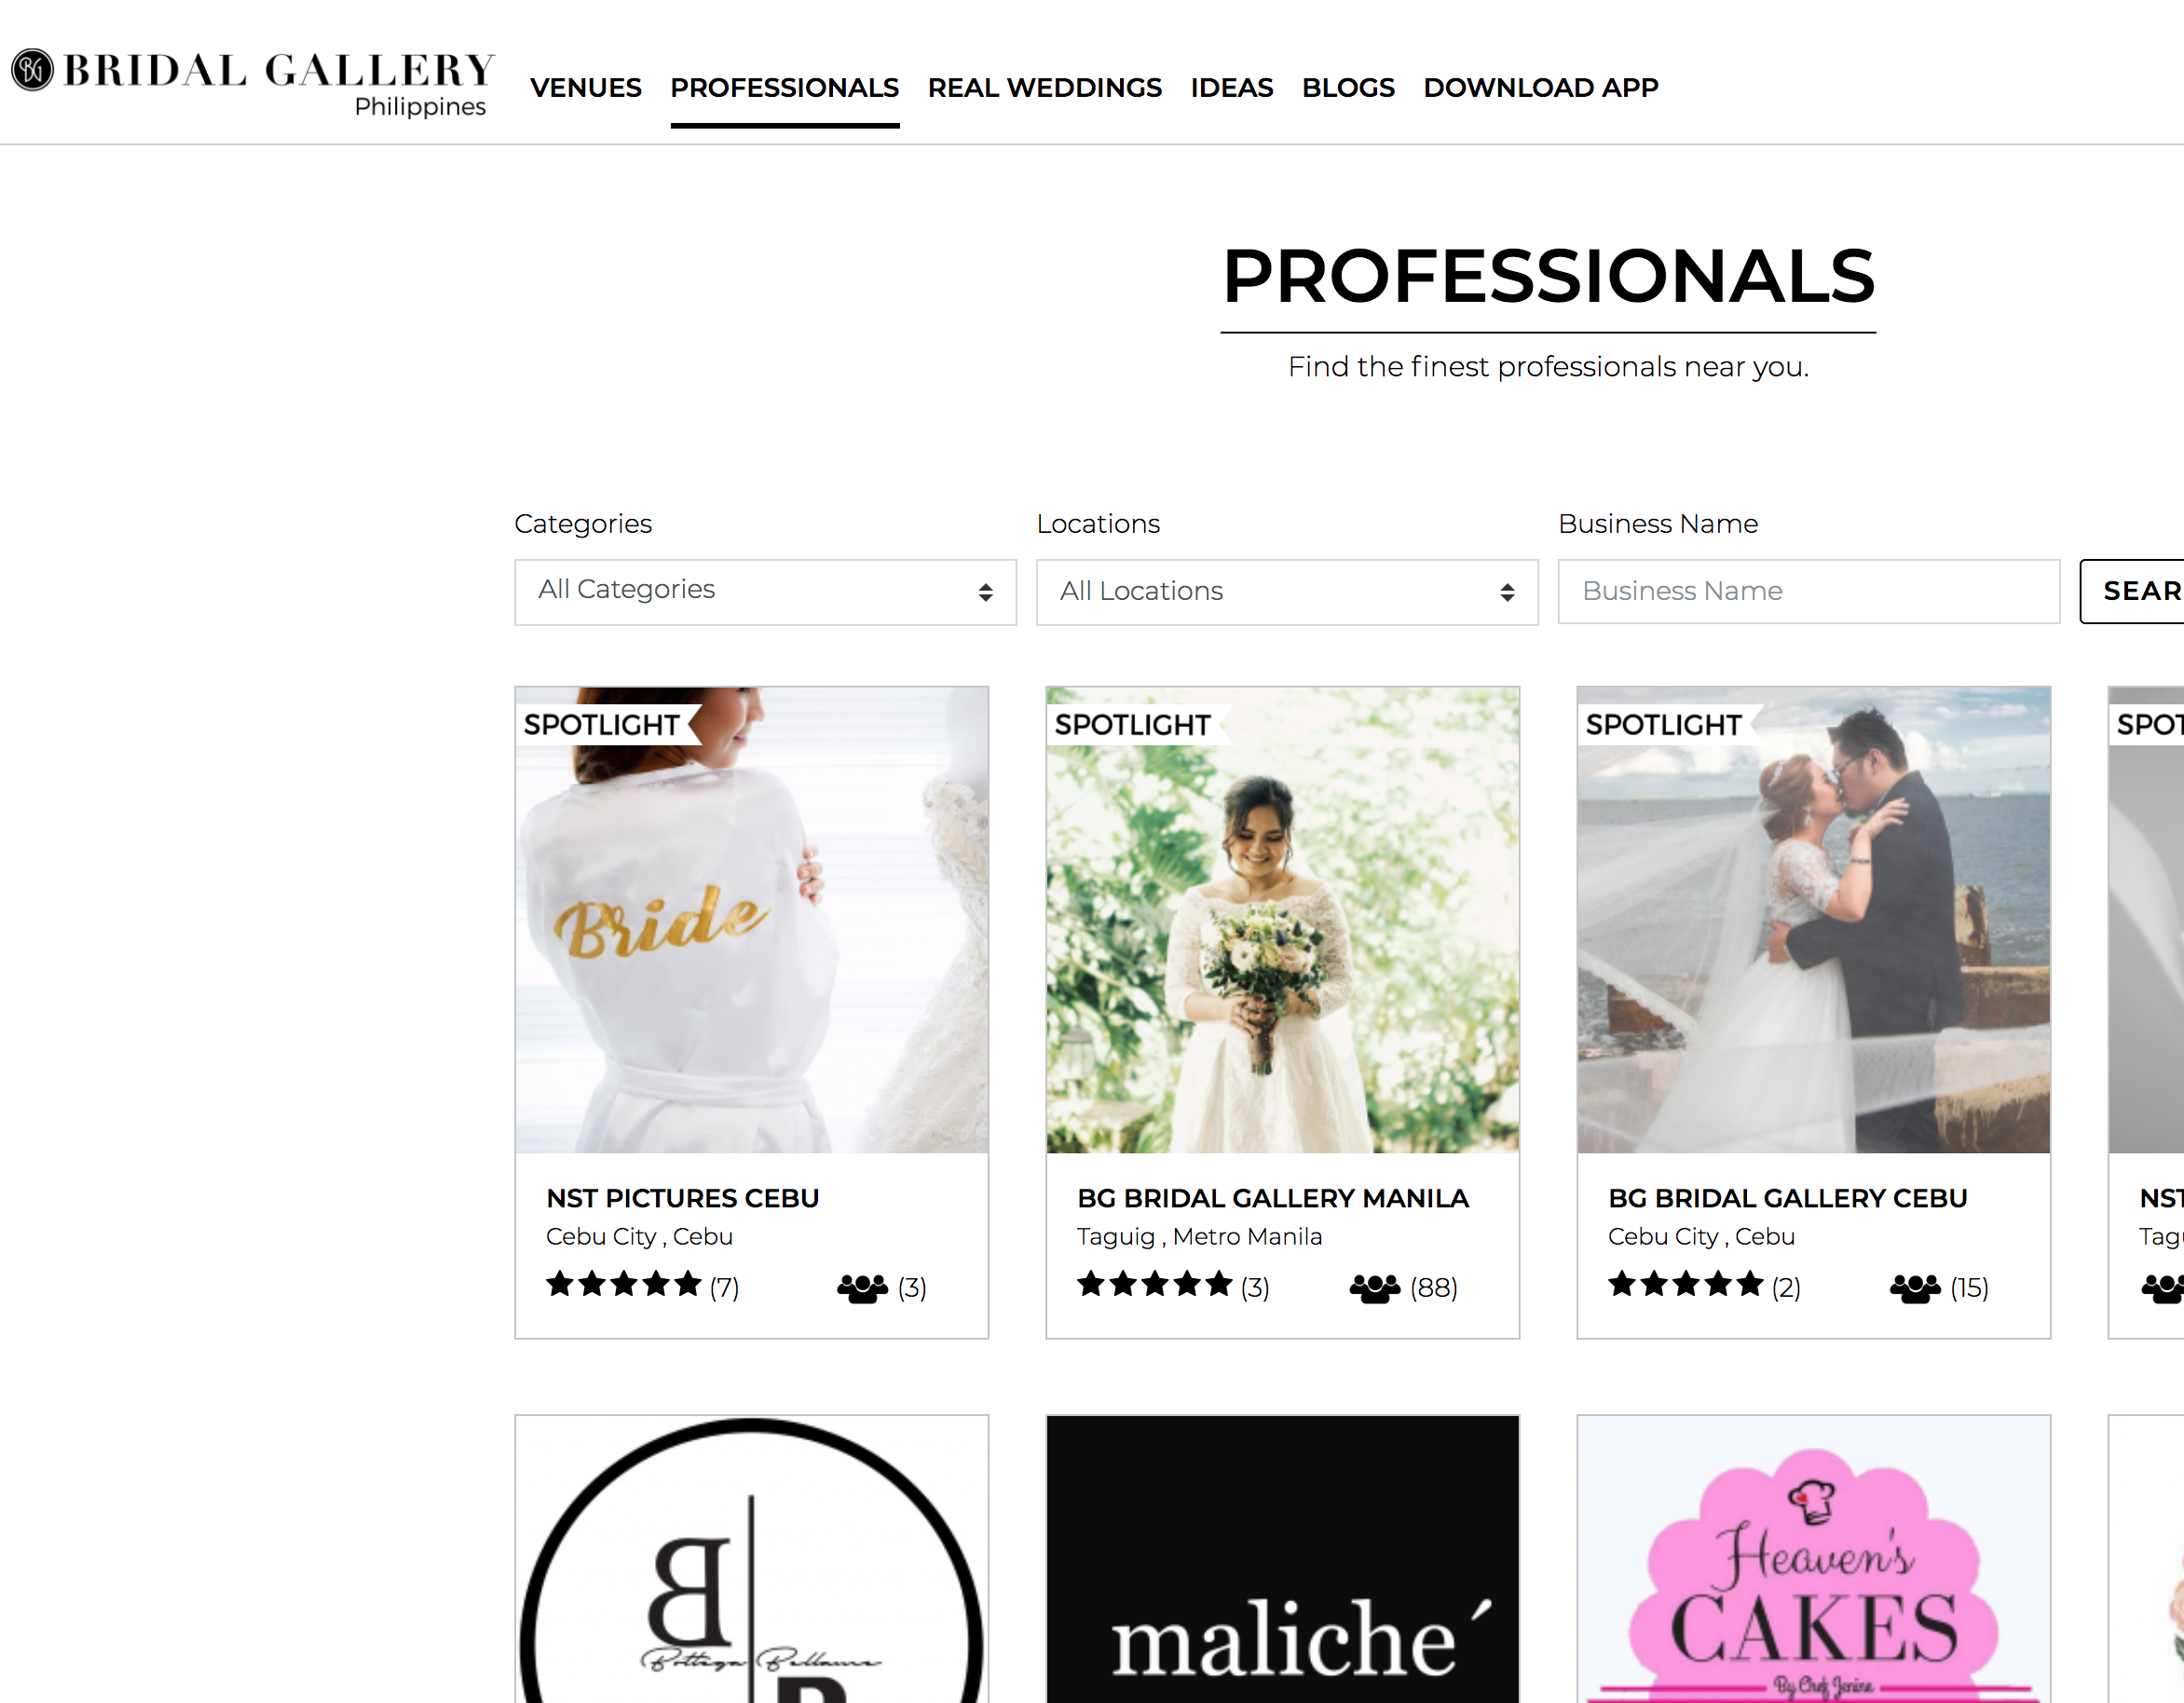 BG BRIDAL GALLERY
Philippines
VENUES PROFESSIONALS REAL WEDDINGS IDEAS BLOGS DOWNLOAD APP
PROFESSIONALS
Find the finest professionals near you.
Categories Locations Business Name
All Categories All Locations Business Name SEAR
SPOTLIGHT SPOTLIGHT SPOTLIGHT SPOT
Bride
NST PICTURES CEBU
Cebu City , Cebu
(7) (3)
BG BRIDAL GALLERY MANILA
Taguig , Metro Manila
(3) (88)
BG BRIDAL GALLERY CEBU
Cebu City , Cebu
(2) (15)
NST
Tagu
B
Bottega Bellame
maliche´
Heaven's
CAKES
By Chef Jenine